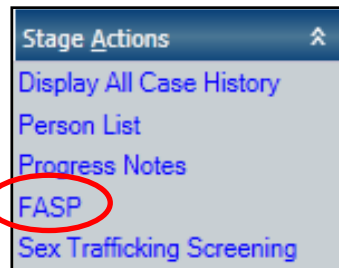 Stage Actions
Display All Case History
Person List
Progress Notes
FASP
Sex Trafficking Screening